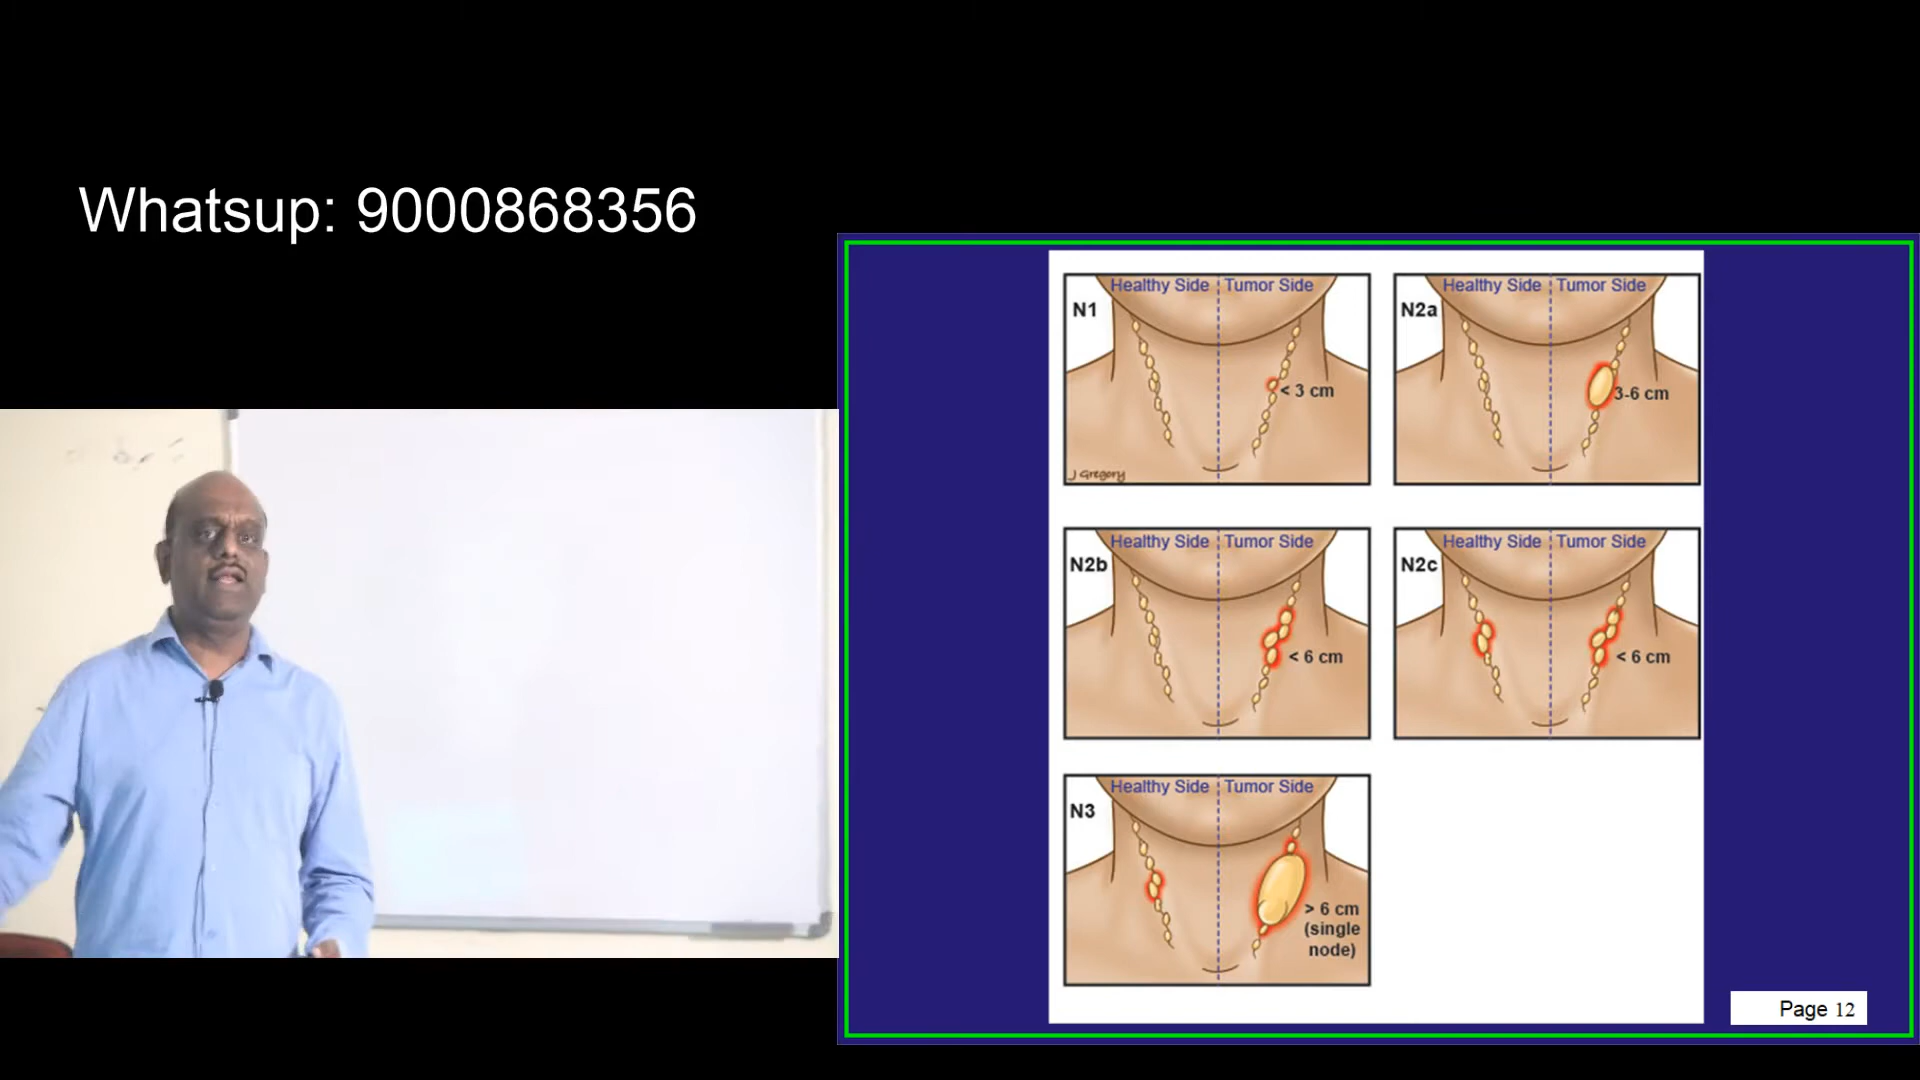 Whatsup: 9000868356
Healthy Side Tumor Side
N1
< 3 cm
J Gregory
Healthy Side Tumor Side
N2a
3-6 cm
Healthy Side Tumor Side
N2b
< 6 cm
Healthy Side Tumor Side
N2c
< 6 cm
Healthy Side Tumor Side
N3
> 6 cm
(single
node)
Page 12